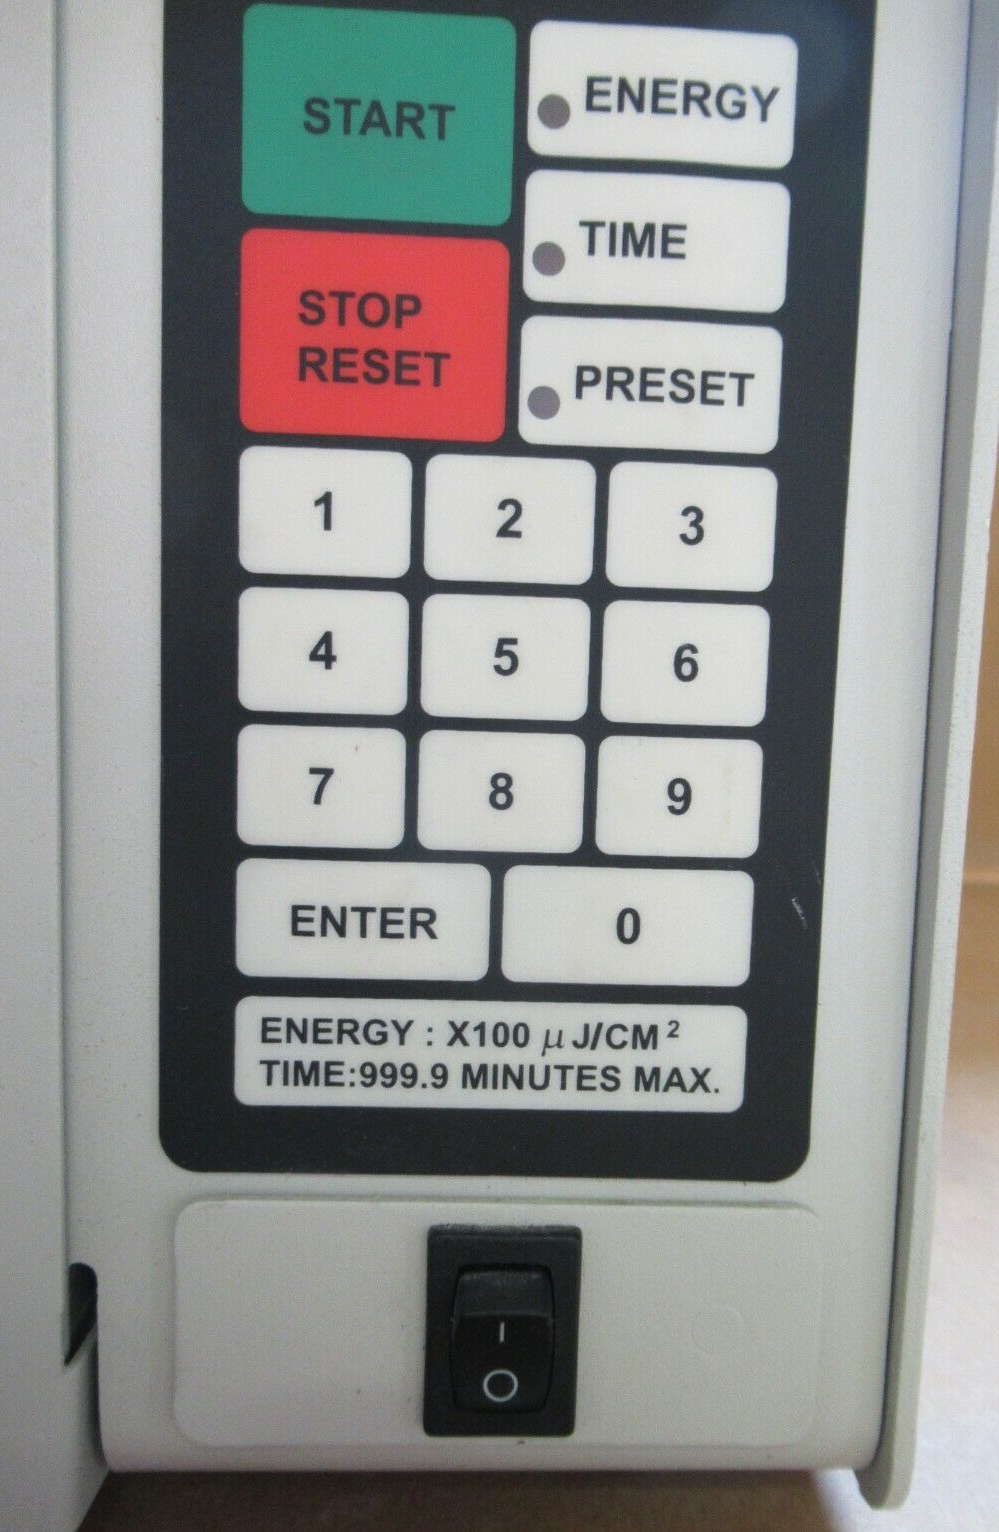 START
ENERGY
TIME
STOP
RESET
PRESET
1 2 3
4 5 6
7 8 9
ENTER 0
ENERGY : X100 μJ/CM²
TIME:999.9 MINUTES MAX.
I
O